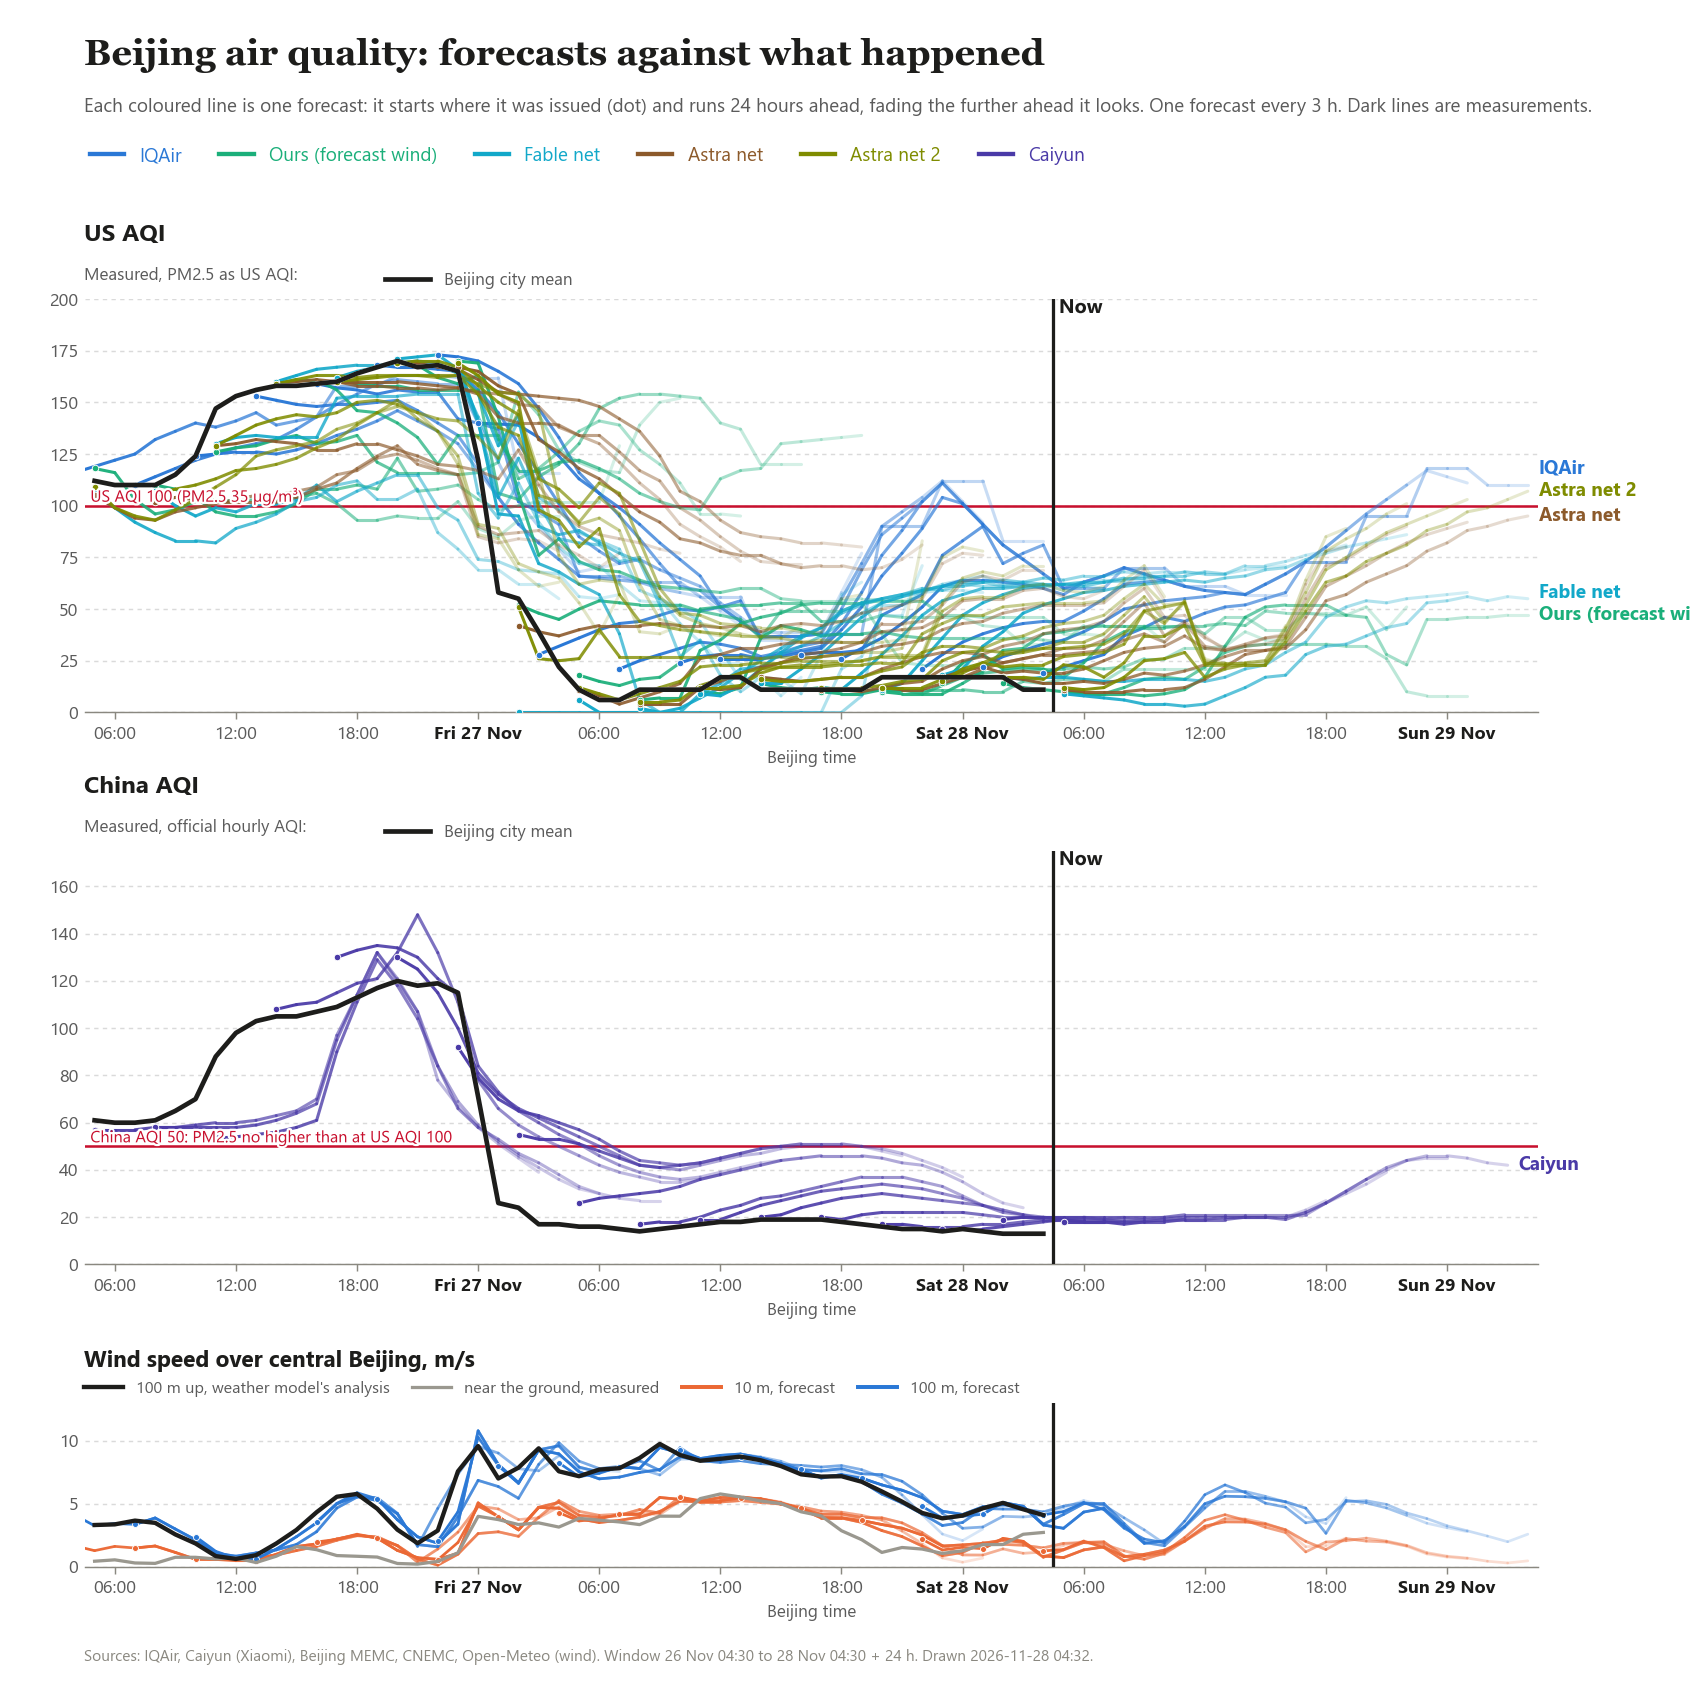 Beijing air quality: forecasts against what happened
Each coloured line is one forecast: it starts where it was issued (dot) and runs 24 hours ahead, fading the further ahead it looks. One forecast every 3 h. Dark lines are measurements.
IQAir Ours (forecast wind) Fable net Astra net Astra net 2 Caiyun
US AQI
Measured, PM2.5 as US AQI: Beijing city mean
200
Now
175
150
125
IQAir
Astra net 2
US AQI 100 (PM2.5 35 µg/m³)
100
Astra net
75
Fable net
50
Ours (forecast wi
25
0
06:00 12:00 18:00 Fri 27 Nov 06:00 12:00 18:00 Sat 28 Nov 06:00 12:00 18:00 Sun 29 Nov
Beijing time
China AQI
Measured, official hourly AQI: Beijing city mean
Now
160
140
120
100
80
60
China AQI 50: PM2.5 no higher than at US AQI 100
40
Caiyun
20
0
06:00 12:00 18:00 Fri 27 Nov 06:00 12:00 18:00 Sat 28 Nov 06:00 12:00 18:00 Sun 29 Nov
Beijing time
Wind speed over central Beijing, m/s
100 m up, weather model's analysis near the ground, measured 10 m, forecast 100 m, forecast
10
5
0
06:00 12:00 18:00 Fri 27 Nov 06:00 12:00 18:00 Sat 28 Nov 06:00 12:00 18:00 Sun 29 Nov
Beijing time
Sources: IQAir, Caiyun (Xiaomi), Beijing MEMC, CNEMC, Open-Meteo (wind). Window 26 Nov 04:30 to 28 Nov 04:30 + 24 h. Drawn 2026-11-28 04:32.